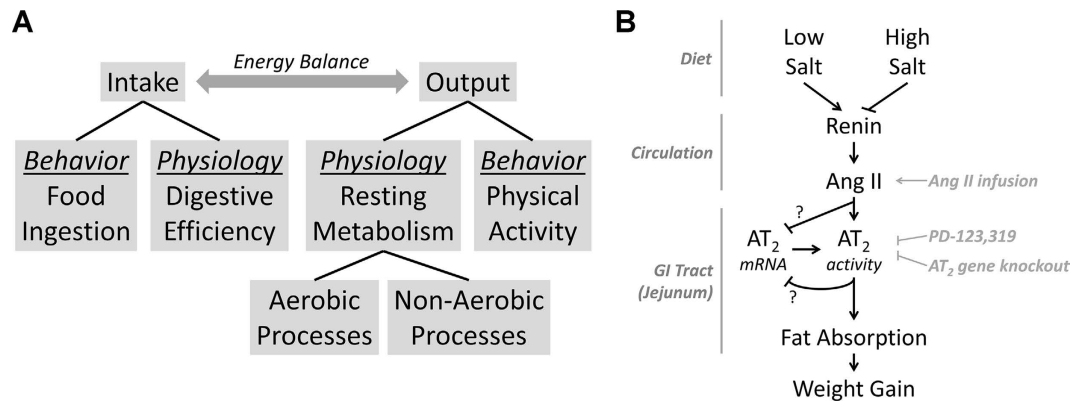 A
Energy Balance
Intake
Output
Behavior
Food
Ingestion
Physiology
Digestive
Efficiency
Physiology
Resting
Metabolism
Behavior
Physical
Activity
Aerobic
Processes
Non-Aerobic
Processes
B
Diet
Low
Salt
High
Salt
Circulation
Renin
Ang II
Ang II infusion
GI Tract
(Jejunum)
?
AT₂
mRNA
AT₂
activity
PD-123,319
AT₂ gene knockout
?
Fat Absorption
Weight Gain